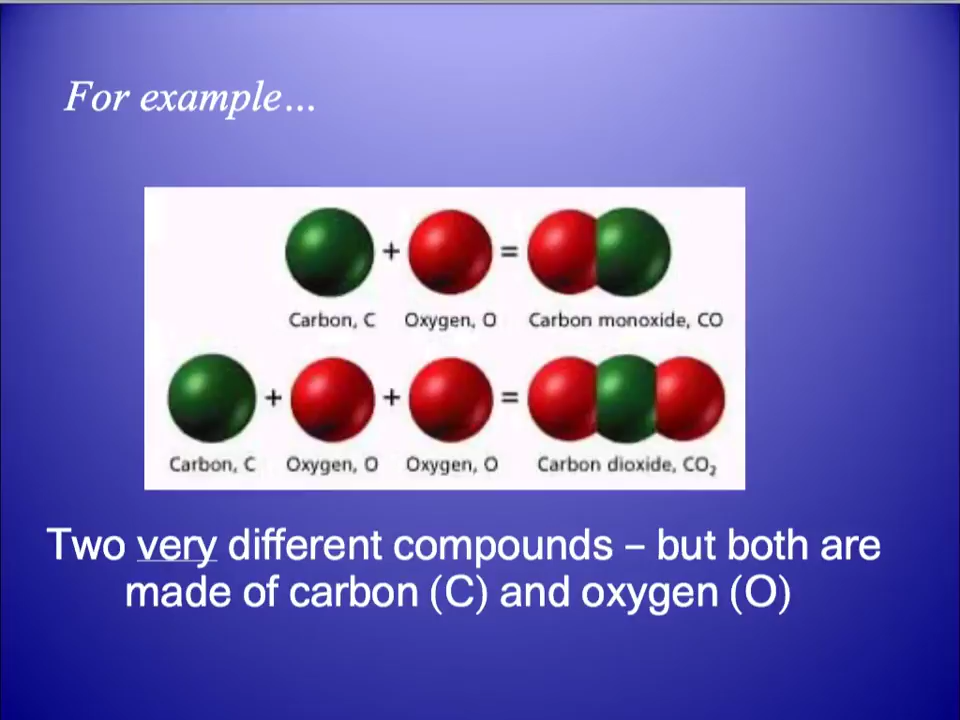 For example…
+ =
Carbon, C Oxygen, O Carbon monoxide, CO
+ + =
Carbon, C Oxygen, O Oxygen, O Carbon dioxide, CO₂
Two very different compounds – but both are
made of carbon (C) and oxygen (O)